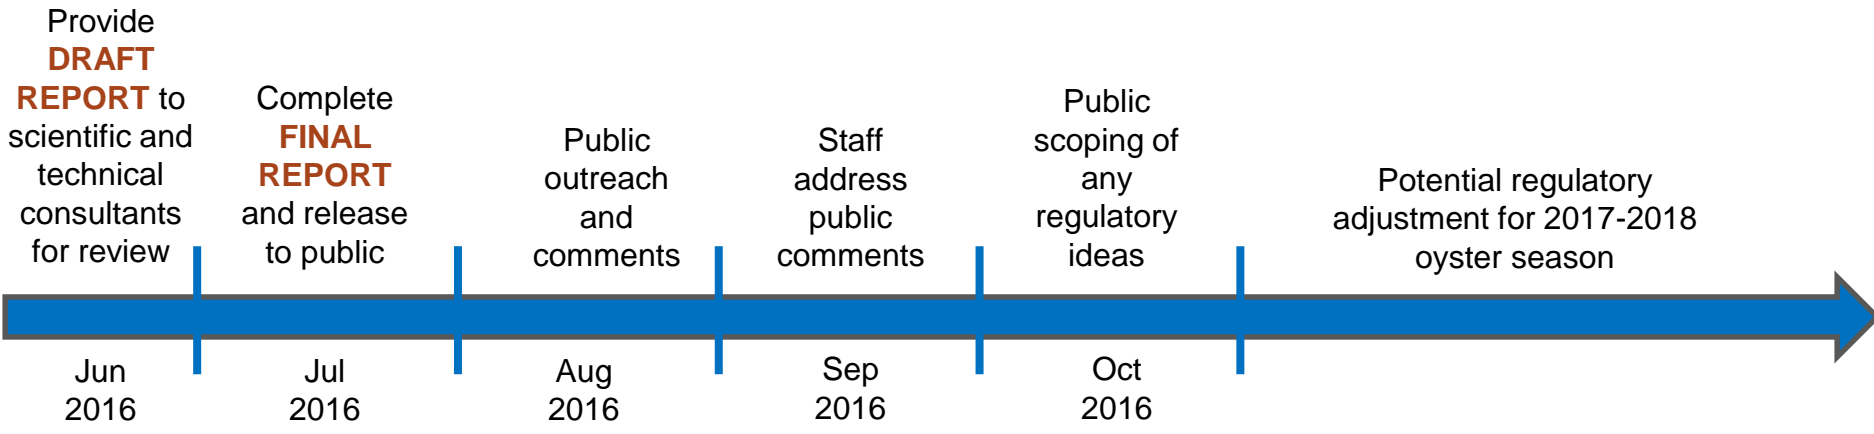 Provide
DRAFT
REPORT to
scientific and
technical
consultants
for review
Complete
FINAL
REPORT
and release
to public
Public
outreach
and
comments
Staff
address
public
comments
Public
scoping of
any
regulatory
ideas
Potential regulatory
adjustment for 2017-2018
oyster season
Jun
2016
Jul
2016
Aug
2016
Sep
2016
Oct
2016